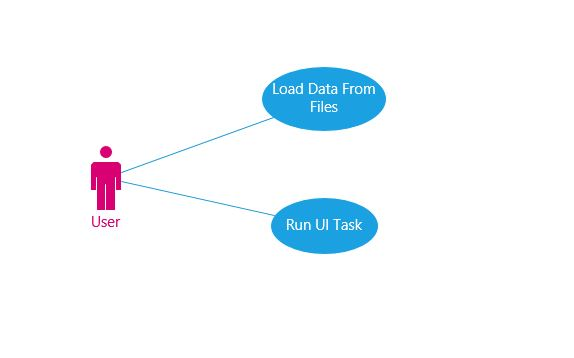 Load Data From
Files
User
Run UI Task